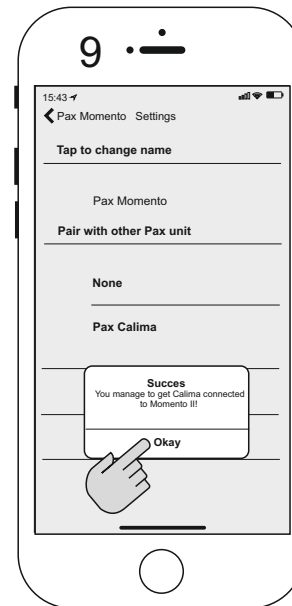 9
15:43
Pax Momento Settings
Tap to change name
Pax Momento
Pair with other Pax unit
None
Pax Calima
Succes
You manage to get Calima connected
to Momento II!
Okay